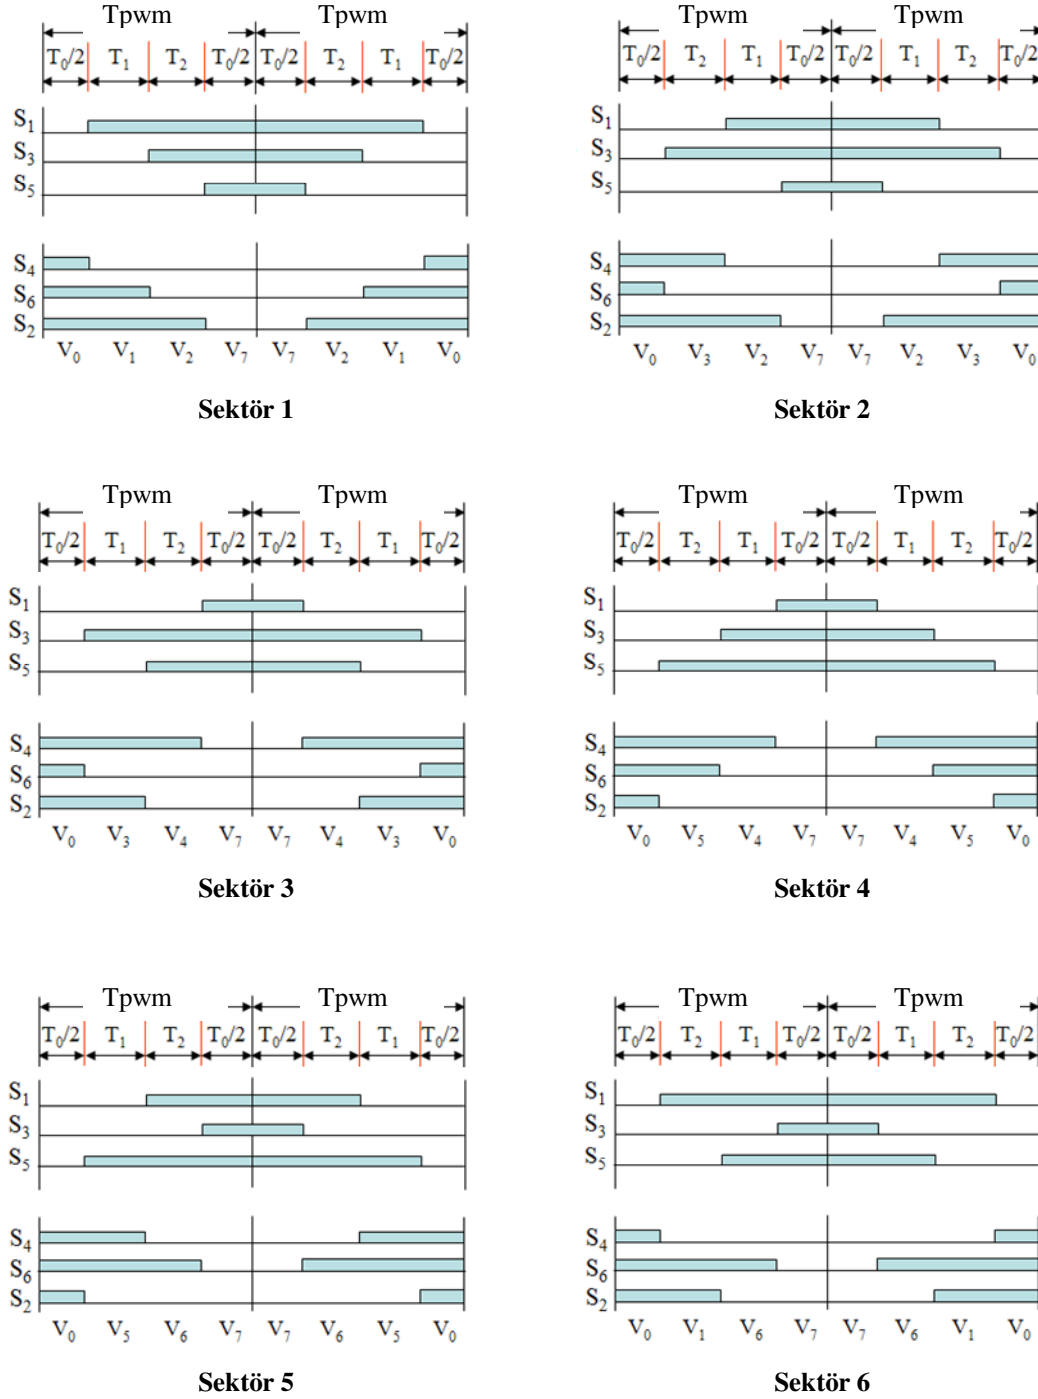 Tpwm Tpwm
T₀/2 T₁ T₂ T₀/2 T₀/2 T₂ T₁ T₀/2
S₁
S₃
S₅
S₄
S₆
S₂
V₀ V₁ V₂ V₇ V₇ V₂ V₁ V₀
Sektör 1
Tpwm Tpwm
T₀/2 T₂ T₁ T₀/2 T₀/2 T₁ T₂ T₀/2
S₁
S₃
S₅
S₄
S₆
S₂
V₀ V₃ V₂ V₇ V₇ V₂ V₃ V₀
Sektör 2
Tpwm Tpwm
T₀/2 T₁ T₂ T₀/2 T₀/2 T₂ T₁ T₀/2
S₁
S₃
S₅
S₄
S₆
S₂
V₀ V₃ V₄ V₇ V₇ V₄ V₃ V₀
Sektör 3
Tpwm Tpwm
T₀/2 T₂ T₁ T₀/2 T₀/2 T₁ T₂ T₀/2
S₁
S₃
S₅
S₄
S₆
S₂
V₀ V₅ V₄ V₇ V₇ V₄ V₅ V₀
Sektör 4
Tpwm Tpwm
T₀/2 T₁ T₂ T₀/2 T₀/2 T₂ T₁ T₀/2
S₁
S₃
S₅
S₄
S₆
S₂
V₀ V₅ V₆ V₇ V₇ V₆ V₅ V₀
Sektör 5
Tpwm Tpwm
T₀/2 T₂ T₁ T₀/2 T₀/2 T₁ T₂ T₀/2
S₁
S₃
S₅
S₄
S₆
S₂
V₀ V₁ V₆ V₇ V₇ V₆ V₁ V₀
Sektör 6